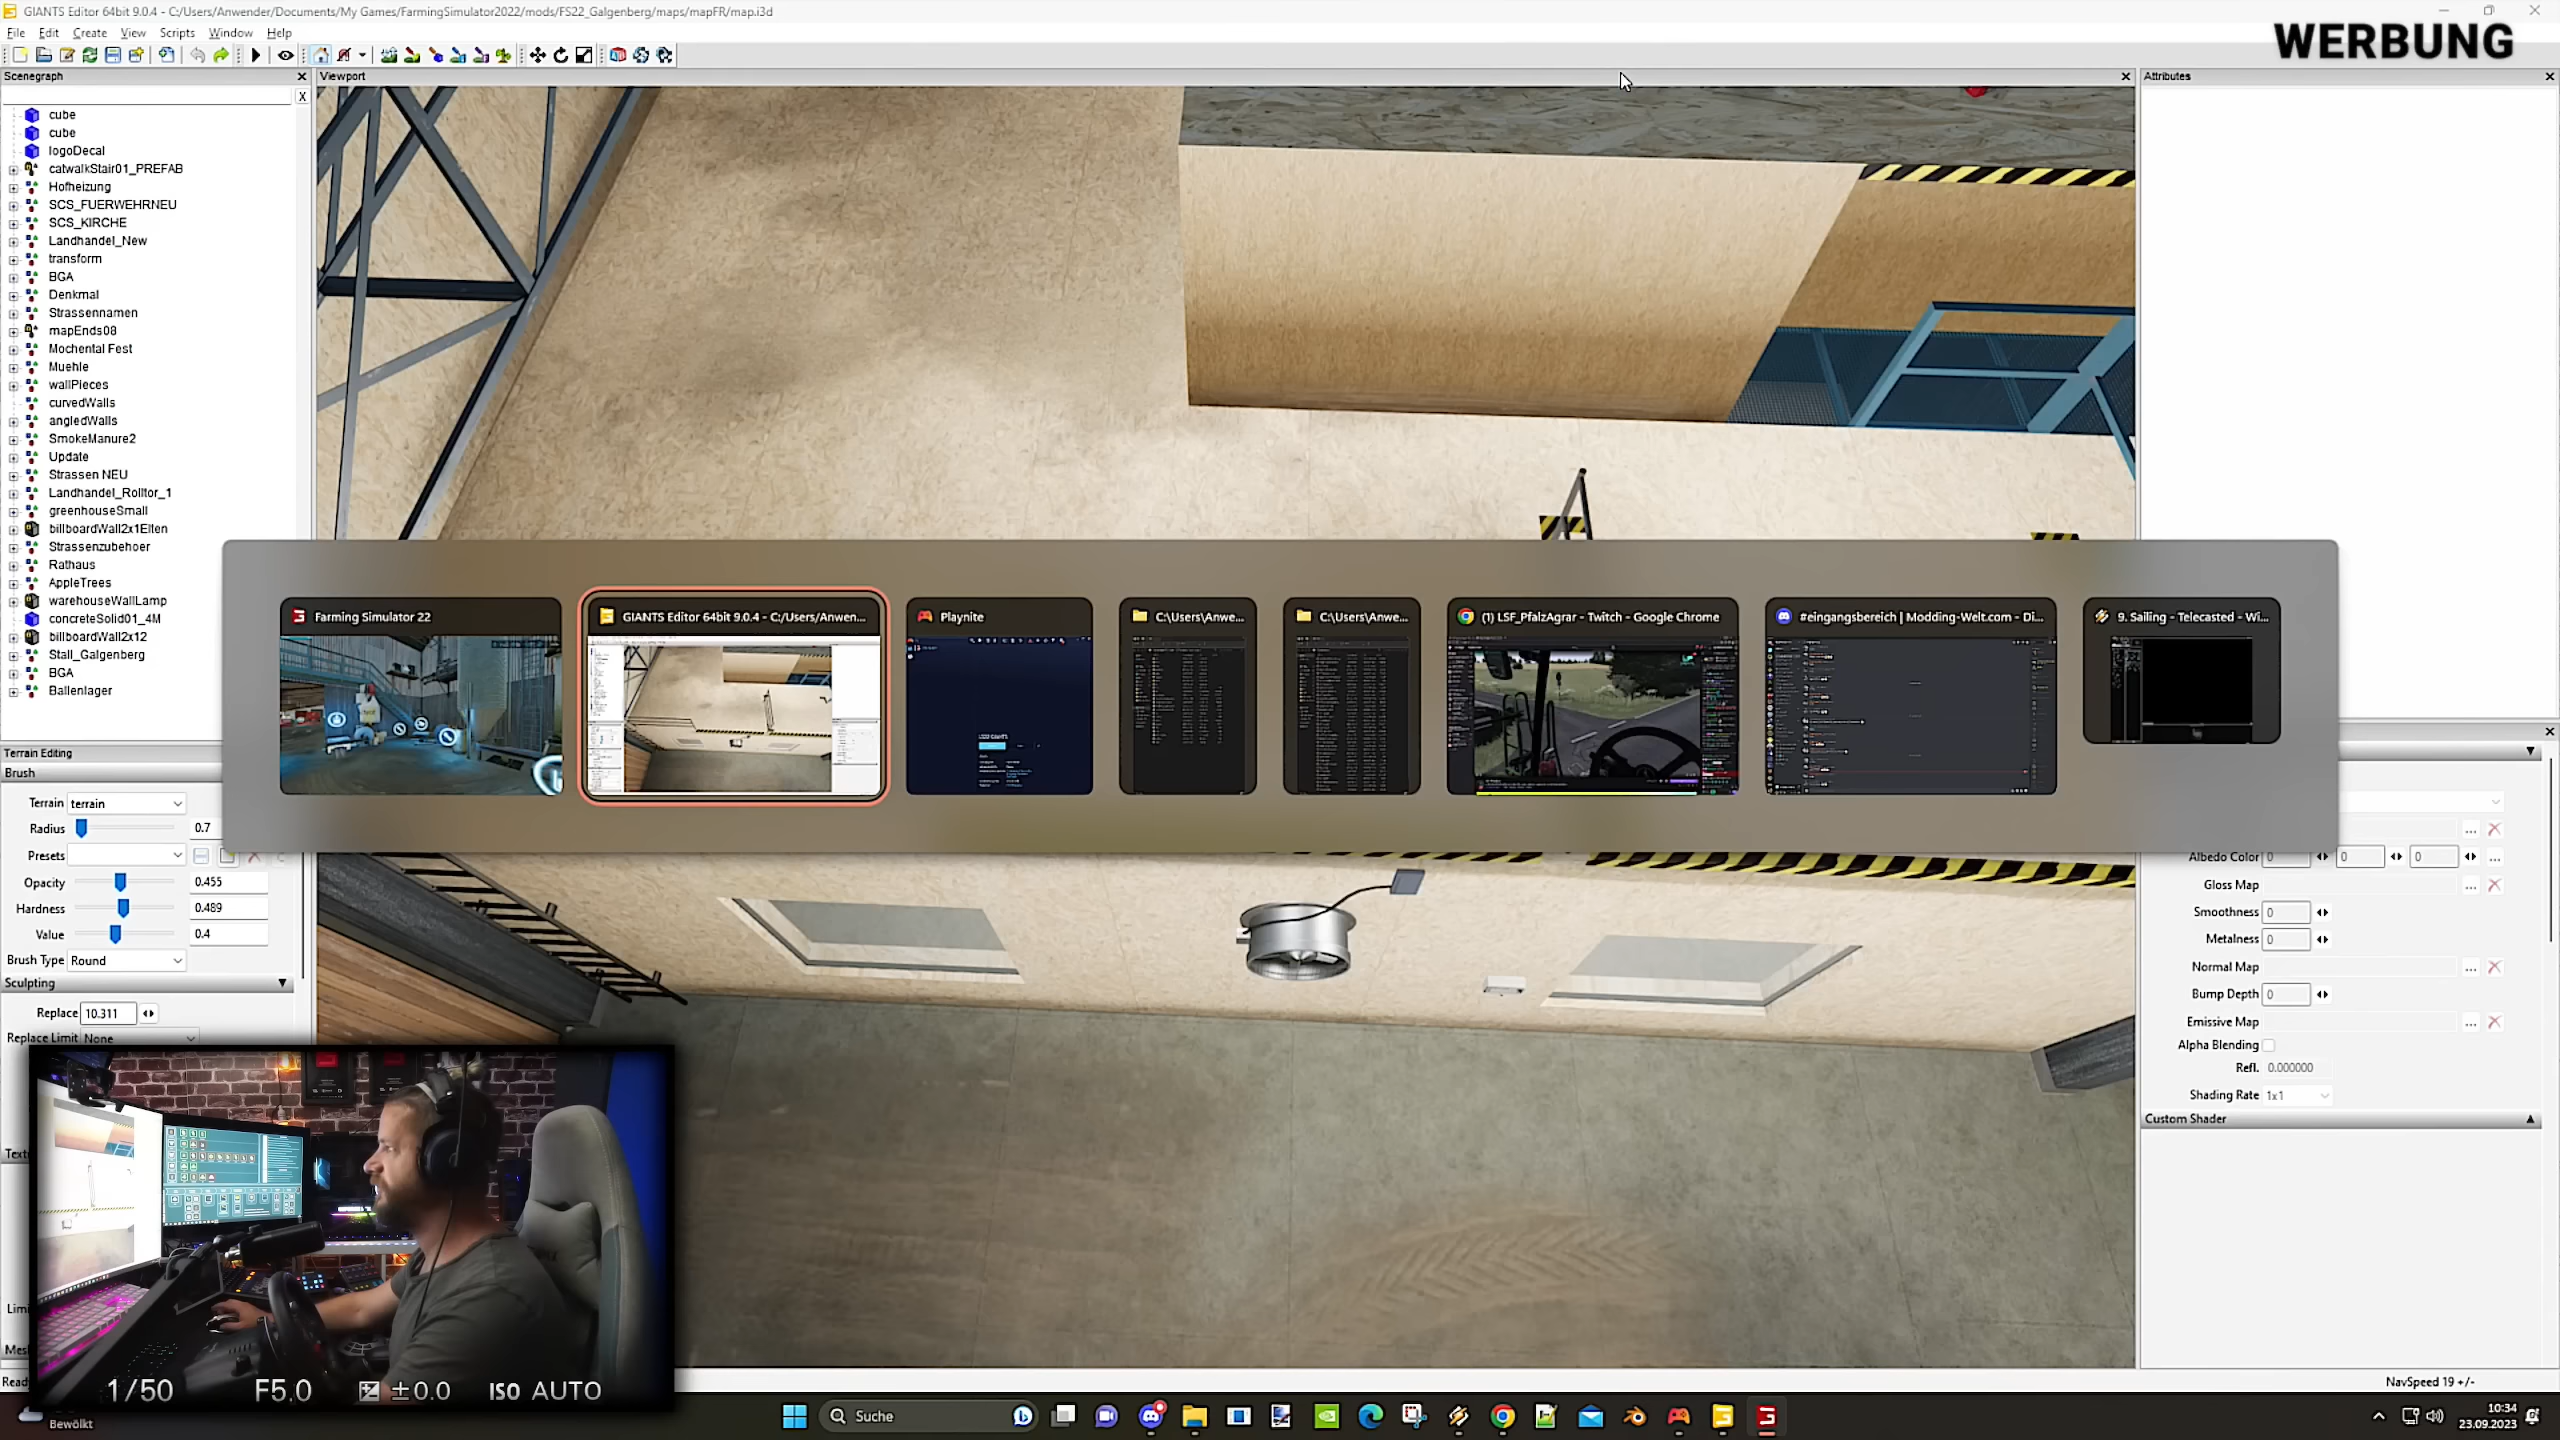 GIANTS Editor 64bit 9.0.4 - C:/Users/Anwender/Documents/My Games/FarmingSimulator2022/mods/FS22_Galgenberg/maps/mapFR/map.i3d
File Edit Create View Scripts Window Help
WERBUNG
Scenegraph
Viewport
Attributes
X
cube
cube
logoDecal
catwalkStair01_PREFAB
Hofheizung
SCS_FUERWEHRNEU
SCS_KIRCHE
Landhandel_New
transform
BGA
Denkmal
Strassennamen
mapEnds08
Mochental Fest
Muehle
wallPieces
curvedWalls
angledWalls
SmokeManure2
Update
Strassen NEU
Landhandel_Rolltor_1
greenhouseSmall
billboardWall2x1Ellen
Strassenzubehoer
Rathaus
AppleTrees
warehouseWallLamp
concreteSolid01_4M
billboardWall2x12
Stall_Galgenberg
BGA
Ballenlager
Farming Simulator 22
GIANTS Editor 64bit 9.0.4 - C:/Users/Anwen...
Playnite
C:\Users\Anwe...
C:\Users\Anwe...
(1) LSF_PfalzAgrar - Twitch - Google Chrome
#eingangsbereich | Modding-Welt.com - Di...
9. Sailing - Telecasted - Wi...
Terrain Editing
Brush
Terrain terrain
Radius 0.7
Presets
Opacity 0.455
Hardness 0.489
Value 0.4
Brush Type Round
Sculpting
Replace 10.311
Replace Limit None
Albedo Color 0 0 0 ...
Gloss Map ...
Smoothness 0
Metalness 0
Normal Map ...
Bump Depth 0
Emissive Map ...
Alpha Blending
Refl. 0.000000
Shading Rate 1x1
Custom Shader
1/50 F5.0 ±0.0 ISO AUTO
NavSpeed 19 +/-
Bewölkt
Suche
10:34
23.09.2023